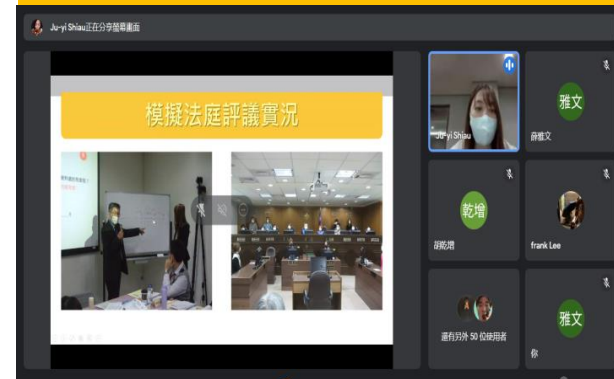 Ju-yi Shiau正在分享螢幕畫面
模擬法庭評議實況
Ju-yi Shiau
雅文
薛雅文
乾增
胡乾增
frank Lee
A
還有另外 50 位使用者
雅文
你